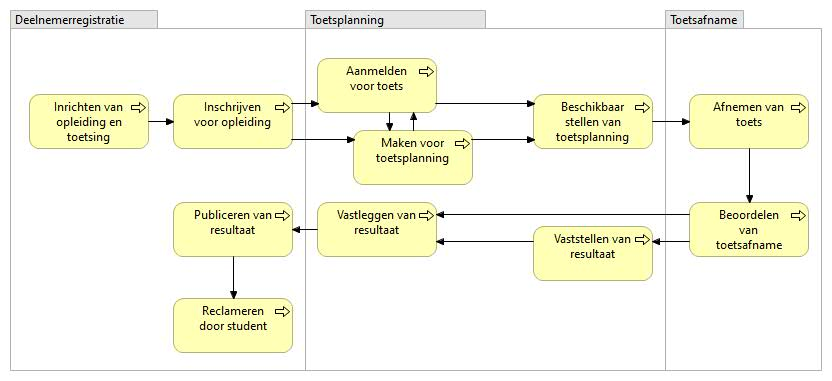 Deelnemerregistratie
Toetsplanning
Toetsafname
Inrichten van
opleiding en
toetsing
Inschrijven
voor opleiding
Aanmelden
voor toets
Maken voor
toetsplanning
Beschikbaar
stellen van
toetsplanning
Afnemen van
toets
Publiceren van
resultaat
Vastleggen van
resultaat
Vaststellen van
resultaat
Beoordelen
van
toetsafname
Reclameren
door student